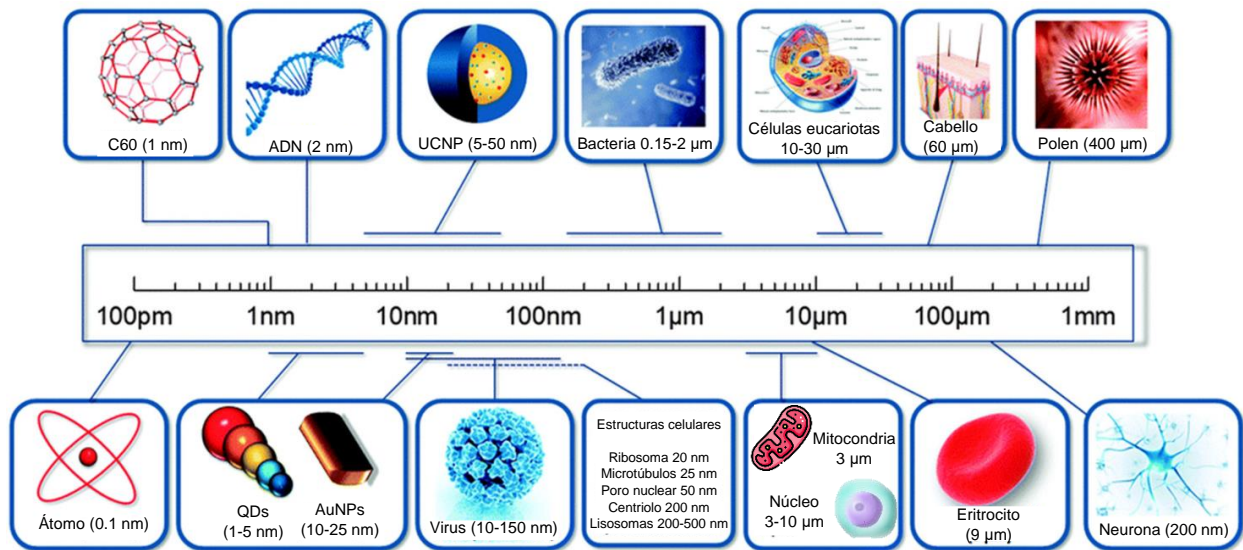 C60 (1 nm)
ADN (2 nm)
UCNP (5-50 nm)
Bacteria 0.15-2 µm
Células eucariotas
10-30 µm
Cabello
(60 µm)
Polen (400 µm)
100pm
1nm
10nm
100nm
1µm
10µm
100µm
1mm
Átomo (0.1 nm)
QDs
(1-5 nm)
AuNPs
(10-25 nm)
Virus (10-150 nm)
Estructuras celulares
Ribosoma 20 nm
Microtúbulos 25 nm
Poro nuclear 50 nm
Centriolo 200 nm
Lisosomas 200-500 nm
Mitocondria
3 µm
Núcleo
3-10 µm
Eritrocito
(9 µm)
Neurona (200 nm)